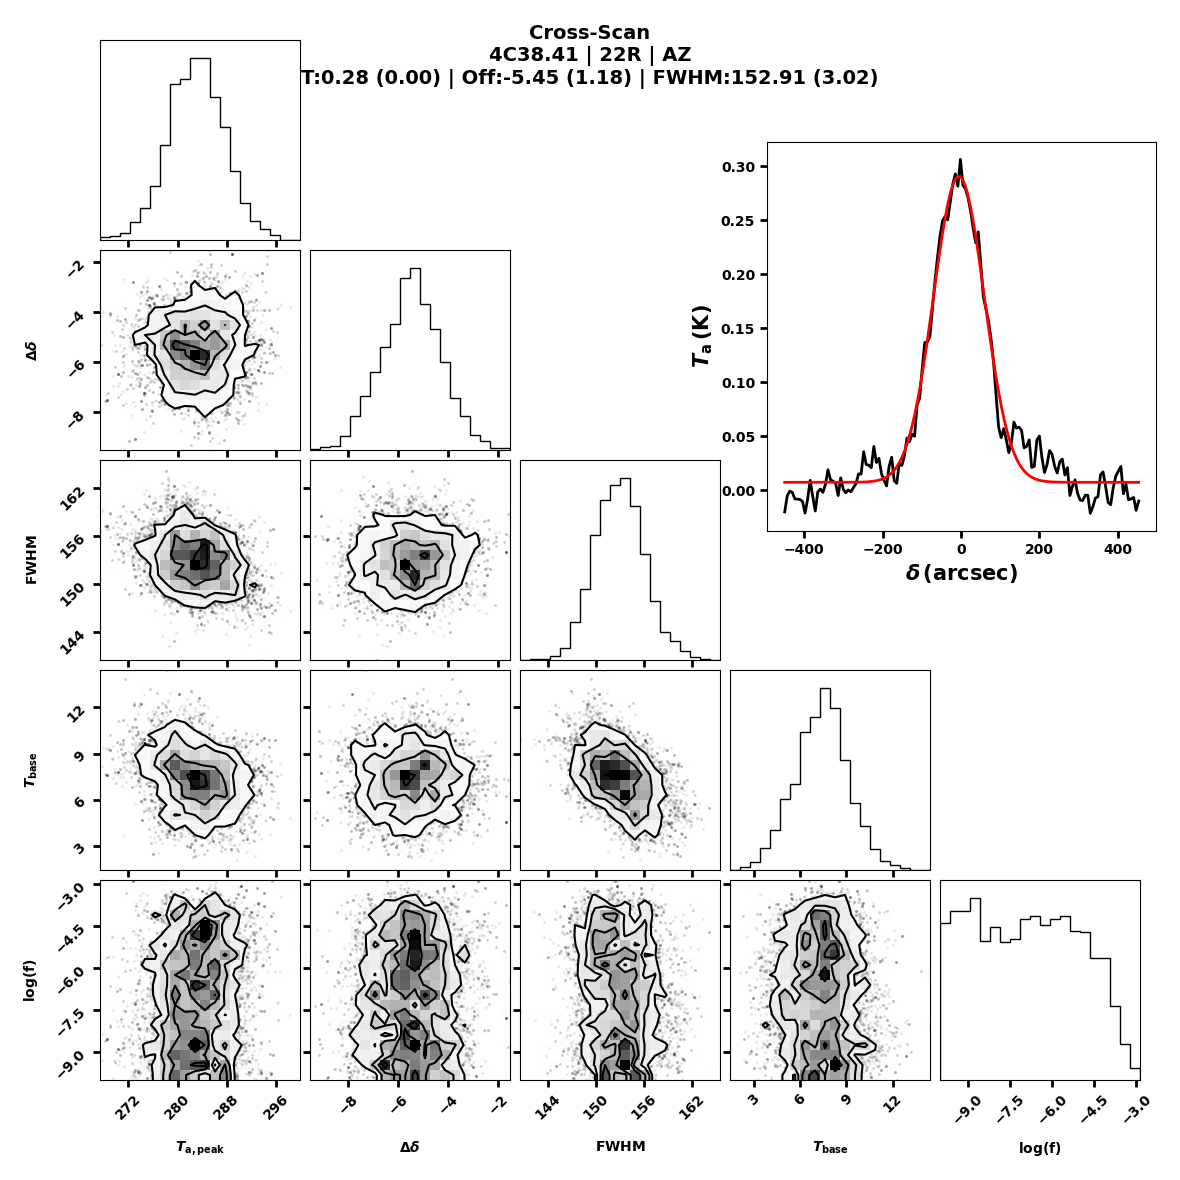 Cross-Scan
4C38.41 | 22R | AZ
T:0.28 (0.00) | Off:-5.45 (1.18) | FWHM:152.91 (3.02)
0.30
0.25
0.20
0.15
0.10
0.05
0.00
Ta (K)
−400 −200 0 200 400
δ (arcsec)
−2
−4
−6
−8
Δδ
162
156
150
144
FWHM
12
9
6
3
Tbase
−3.0
−4.5
−6.0
−7.5
−9.0
log(f)
272 280 288 296
−8 −6 −4 −2
144 150 156 162
3 6 9 12
−9.0 −7.5 −6.0 −4.5 −3.0
Ta,peak Δδ FWHM Tbase log(f)